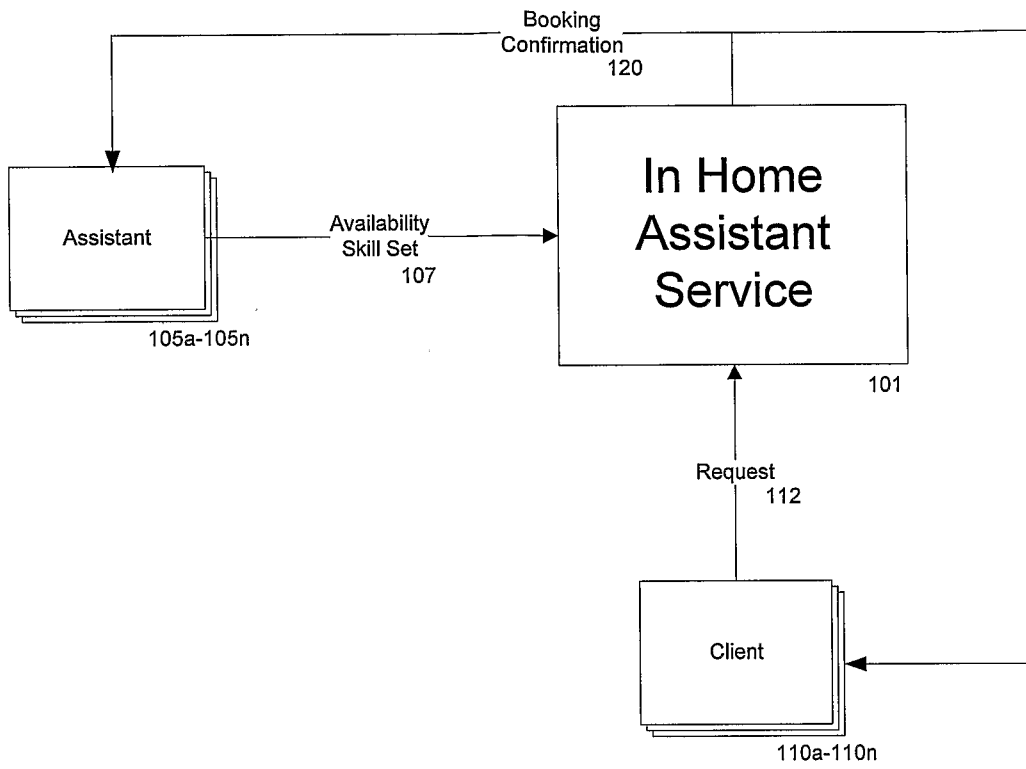 Booking
Confirmation
120
In Home
Assistant
Service
101
Assistant
105a-105n
Availability
Skill Set
107
Request
112
Client
110a-110n